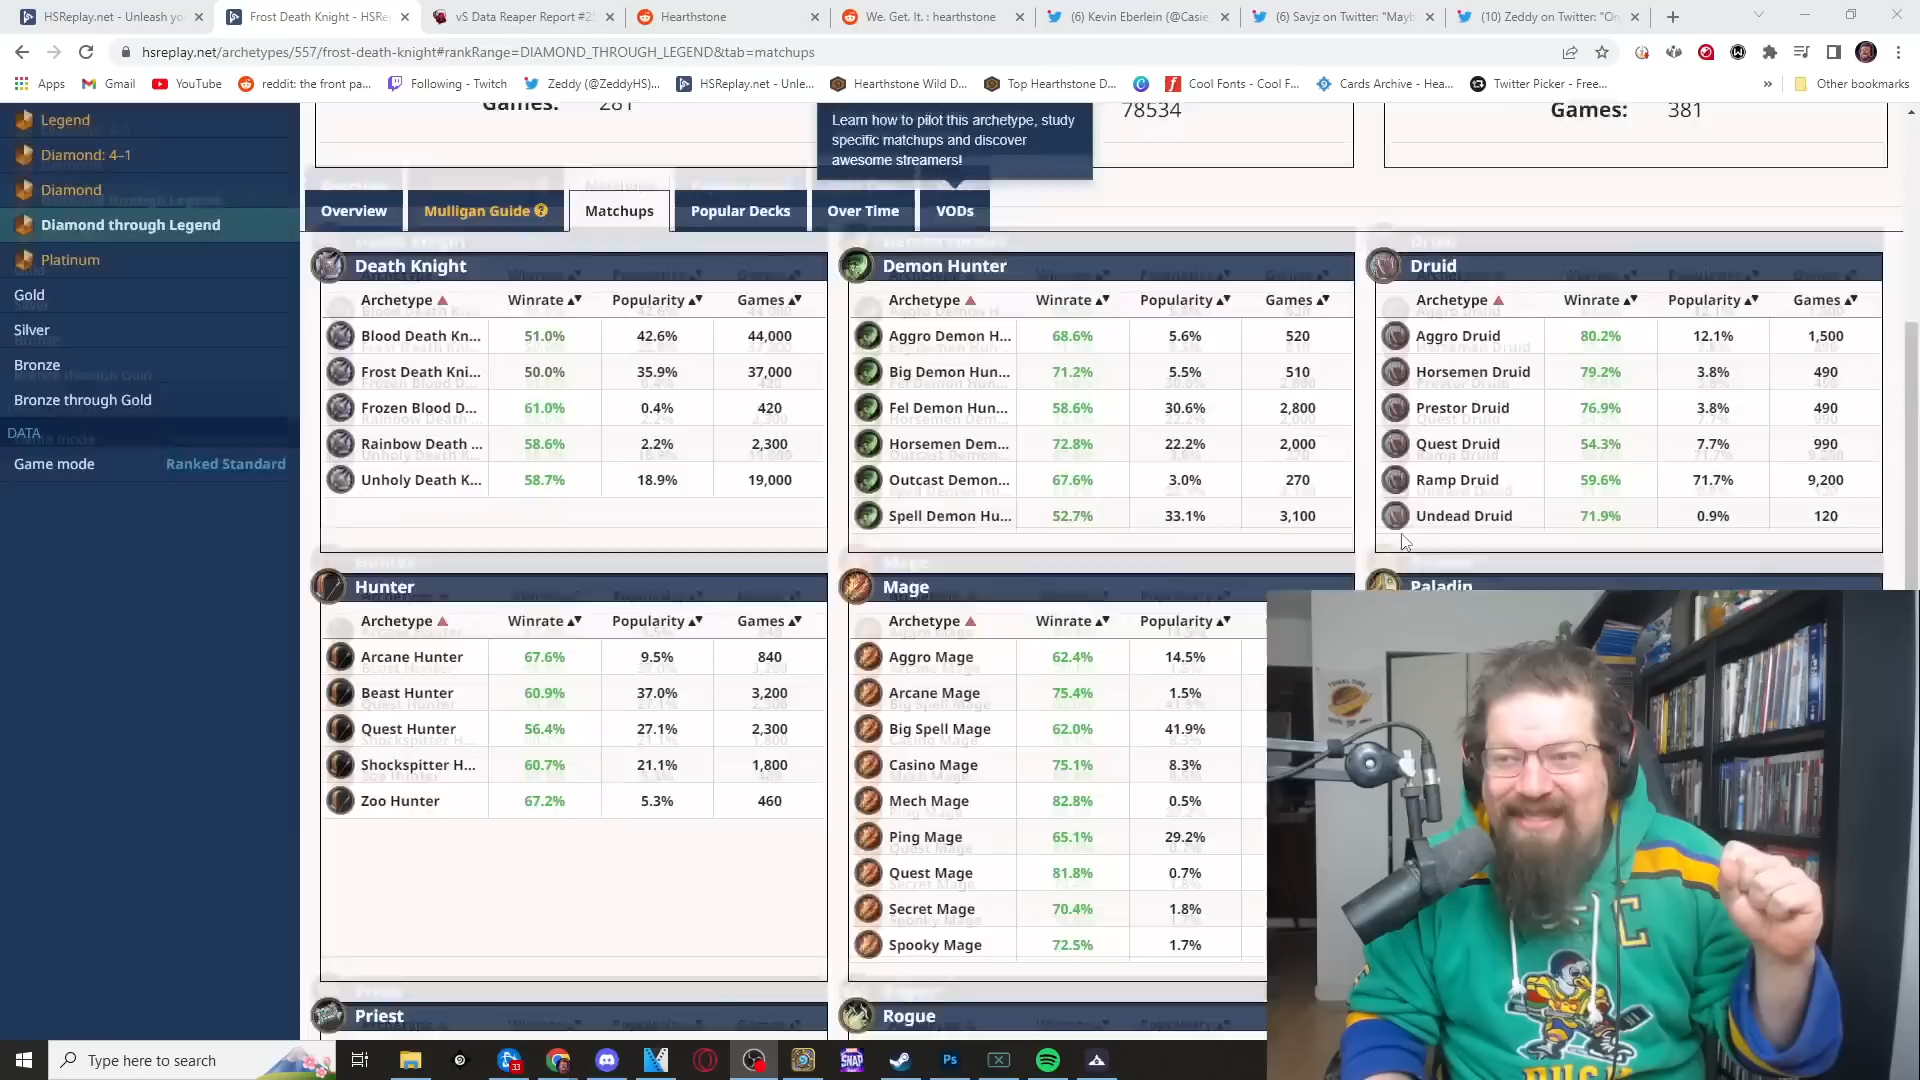 HSReplay.net - Unleash yo
Frost Death Knight - HSRe
vS Data Reaper Report #2
Hearthstone
We. Get. It. : hearthstone
(6) Kevin Eberlein (@Casie
(6) Savjz on Twitter: "Mayb
(10) Zeddy on Twitter: "On
hsreplay.net/archetypes/557/frost-death-knight#rankRange=DIAMOND_THROUGH_LEGEND&tab=matchups
Apps
Gmail
YouTube
reddit: the front pa...
Following - Twitch
Zeddy (@ZeddyHS)...
HSReplay.net - Unle...
Hearthstone Wild D...
Top Hearthstone D...
Cool Fonts - Cool F...
Cards Archive - Hea...
Twitter Picker - Free...
Other bookmarks
Legend
Diamond: 4–1
Diamond
Diamond through Legend
Platinum
Gold
Silver
Bronze
Bronze through Gold
DATA
Game mode Ranked Standard
Games: 281
78534
Games: 381
Learn how to pilot this archetype, study
specific matchups and discover
awesome streamers!
Overview Mulligan Guide Matchups Popular Decks Over Time VODs
Death Knight
Archetype Winrate Popularity Games
Blood Death Kn... 51.0% 42.6% 44,000
Frost Death Kni... 50.0% 35.9% 37,000
Frozen Blood D... 61.0% 0.4% 420
Rainbow Death ... 58.6% 2.2% 2,300
Unholy Death K... 58.7% 18.9% 19,000
Demon Hunter
Archetype Winrate Popularity Games
Aggro Demon H... 68.6% 5.6% 520
Big Demon Hun... 71.2% 5.5% 510
Fel Demon Hun... 58.6% 30.6% 2,800
Horsemen Dem... 72.8% 22.2% 2,000
Outcast Demon... 67.6% 3.0% 270
Spell Demon Hu... 52.7% 33.1% 3,100
Druid
Archetype Winrate Popularity Games
Aggro Druid 80.2% 12.1% 1,500
Horsemen Druid 79.2% 3.8% 490
Prestor Druid 76.9% 3.8% 490
Quest Druid 54.3% 7.7% 990
Ramp Druid 59.6% 71.7% 9,200
Undead Druid 71.9% 0.9% 120
Hunter
Archetype Winrate Popularity Games
Arcane Hunter 67.6% 9.5% 840
Beast Hunter 60.9% 37.0% 3,200
Quest Hunter 56.4% 27.1% 2,300
Shockspitter H... 60.7% 21.1% 1,800
Zoo Hunter 67.2% 5.3% 460
Mage
Archetype Winrate Popularity
Aggro Mage 62.4% 14.5%
Arcane Mage 75.4% 1.5%
Big Spell Mage 62.0% 41.9%
Casino Mage 75.1% 8.3%
Mech Mage 82.8% 0.5%
Ping Mage 65.1% 29.2%
Quest Mage 81.8% 0.7%
Secret Mage 70.4% 1.8%
Spooky Mage 72.5% 1.7%
Paladin
Priest
Rogue
C
Type here to search
33
SNAP
Ps